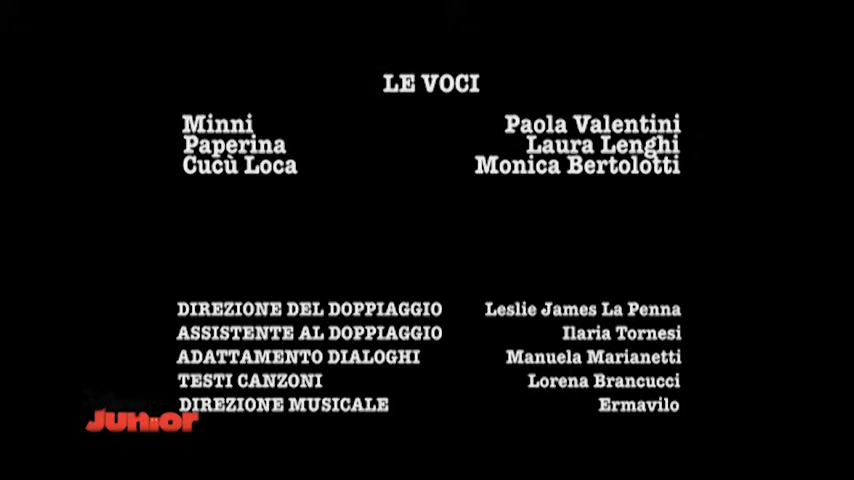 LE VOCI
Minni Paola Valentini
Paperina Laura Lenghi
Cucù Loca Monica Bertolotti
DIREZIONE DEL DOPPIAGGIO Leslie James La Penna
ASSISTENTE AL DOPPIAGGIO Ilaria Tornesi
ADATTAMENTO DIALOGHI Manuela Marianetti
TESTI CANZONI Lorena Brancucci
DIREZIONE MUSICALE Ermavilo
Junior